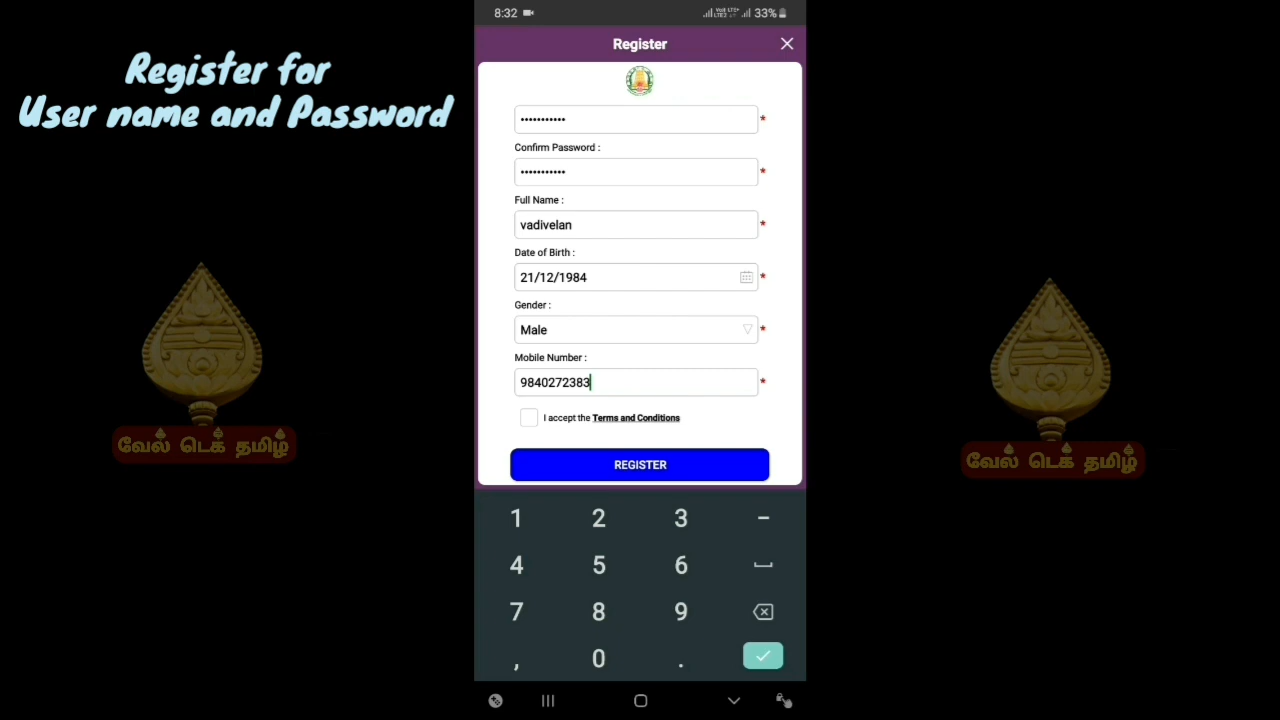 Register for
User name and Password
வேல் டெக் தமிழ்
8:32
33%
Register
•••••••••••
*
Confirm Password :
•••••••••••
*
Full Name :
vadivelan
*
Date of Birth :
21/12/1984
*
Gender :
Male
*
Mobile Number :
9840272383
*
I accept the Terms and Conditions
REGISTER
1 2 3 -
4 5 6
7 8 9
, 0 .
வேல் டெக் தமிழ்